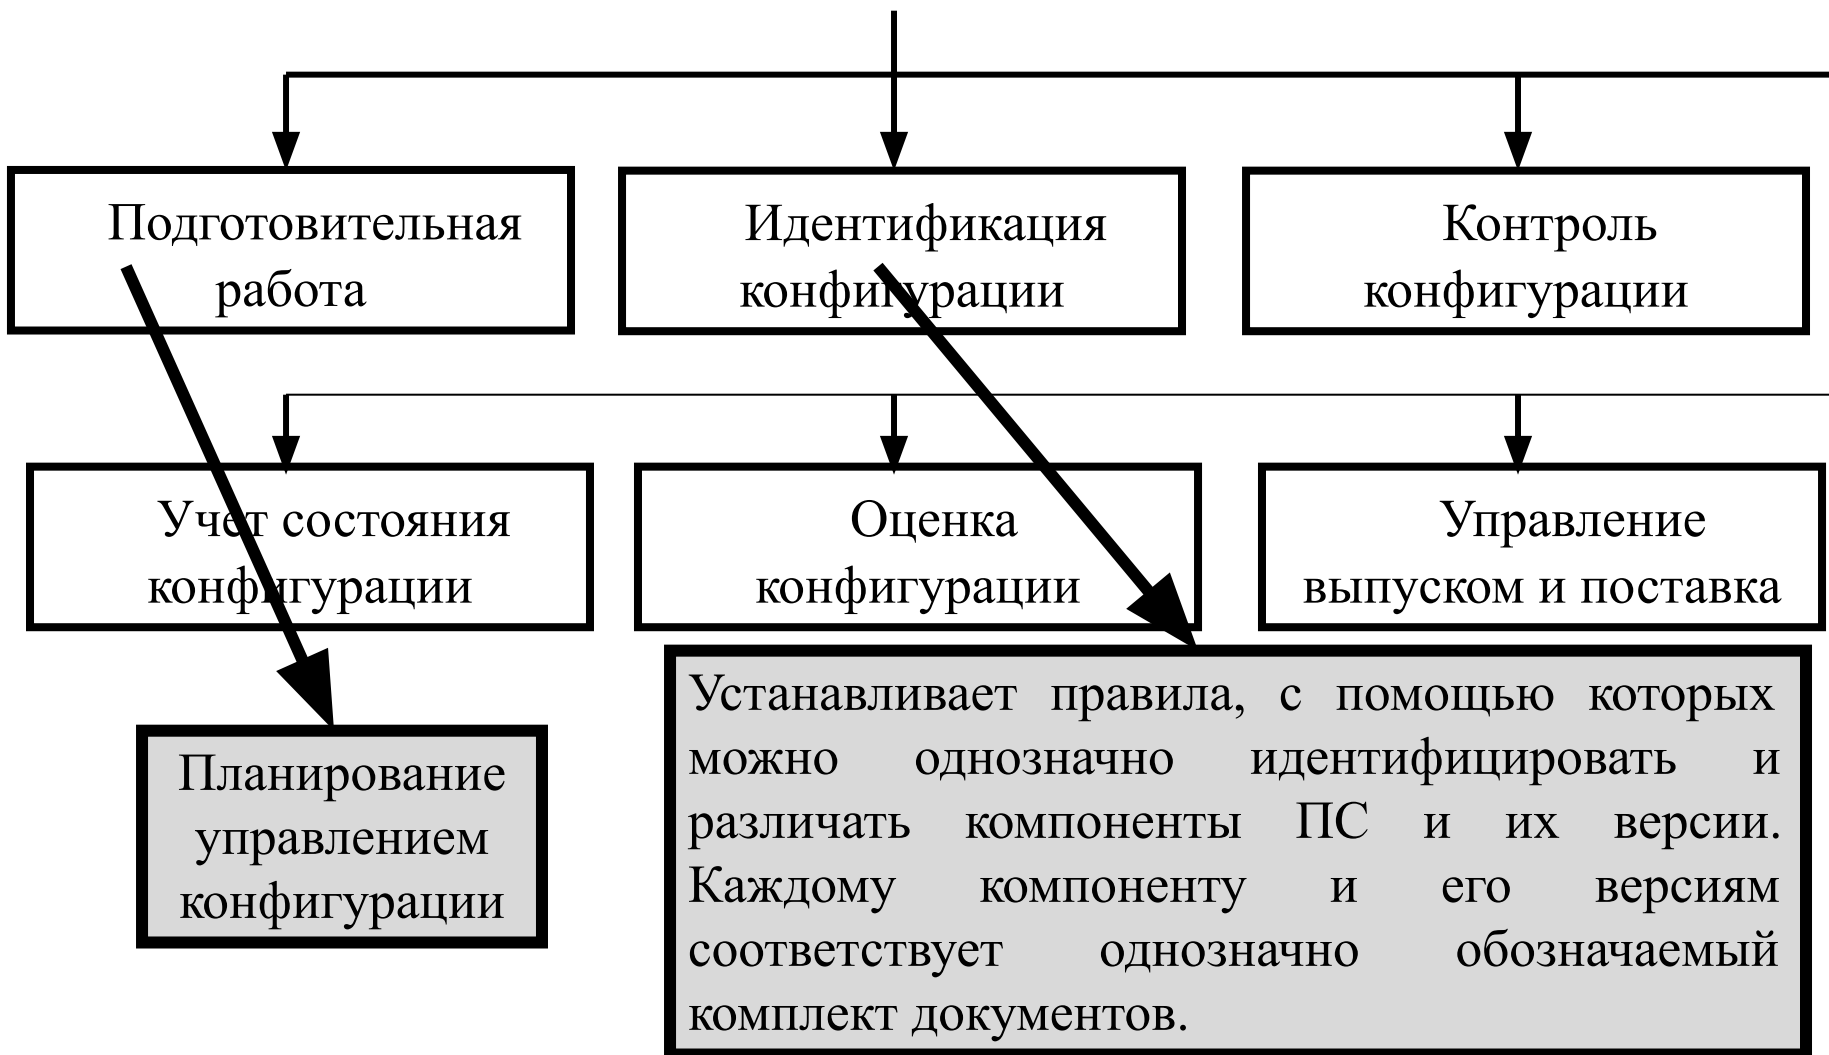 Подготовительная
работа
Идентификация
конфигурации
Контроль
конфигурации
Учет состояния
конфигурации
Оценка
конфигурации
Управление
выпуском и поставка
Планирование
управлением
конфигурации
Устанавливает правила, с помощью которых
можно однозначно идентифицировать и
различать компоненты ПС и их версии.
Каждому компоненту и его версиям
соответствует однозначно обозначаемый
комплект документов.